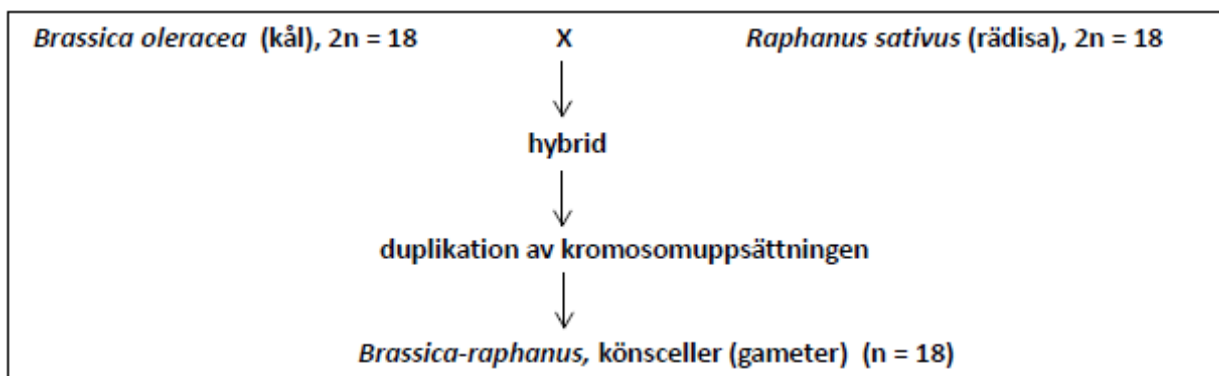 Brassica oleracea (kål), 2n = 18 X Raphanus sativus (rädisa), 2n = 18
hybrid
duplikation av kromosomuppsättningen
Brassica-raphanus, könsceller (gameter) (n = 18)